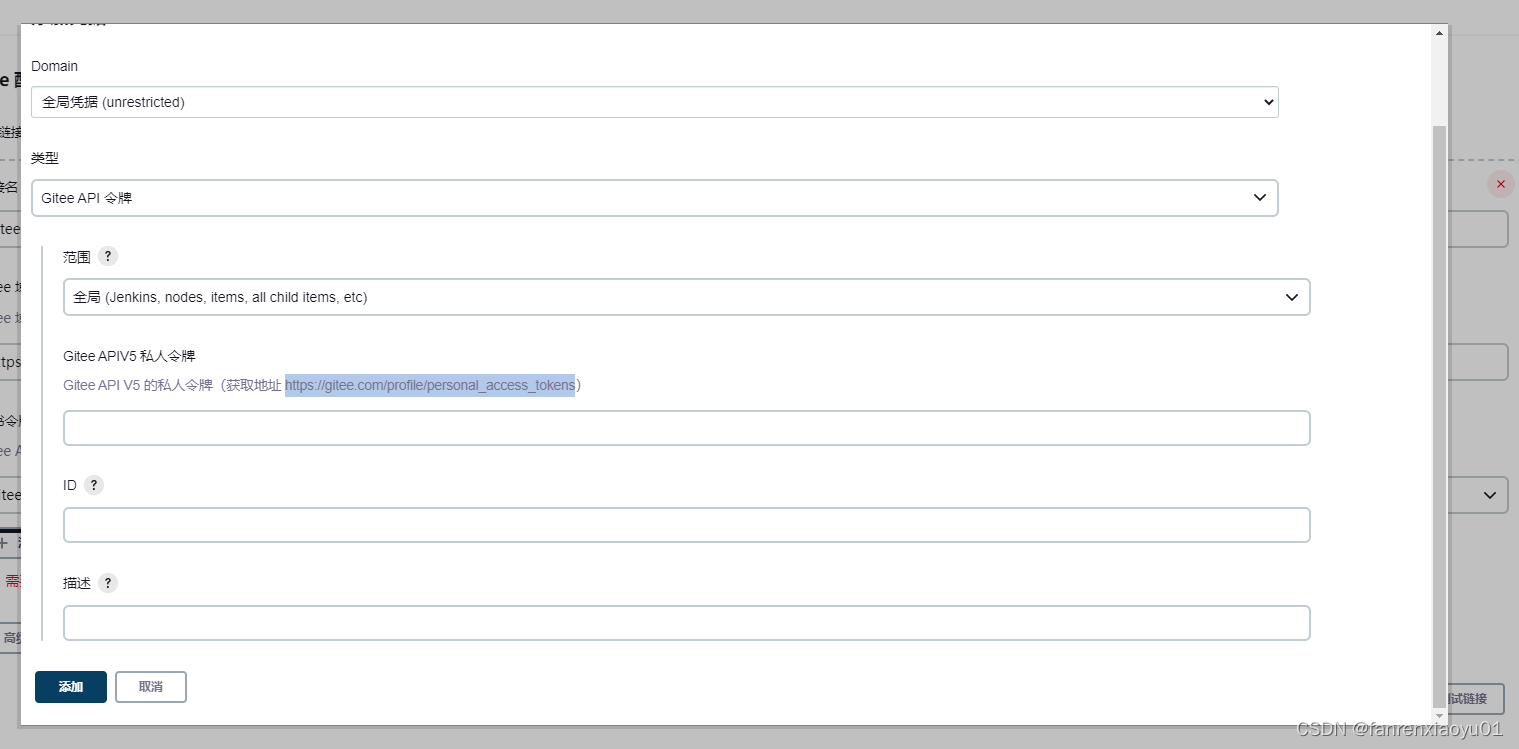 Domain
全局凭据 (unrestricted)
类型
Gitee API 令牌
范围 ?
全局 (Jenkins, nodes, items, all child items, etc)
Gitee APIV5 私人令牌
Gitee API V5 的私人令牌（获取地址 https://gitee.com/profile/personal_access_tokens）
ID ?
描述 ?
添加 取消
CSDN @fanrenxiaoyu01